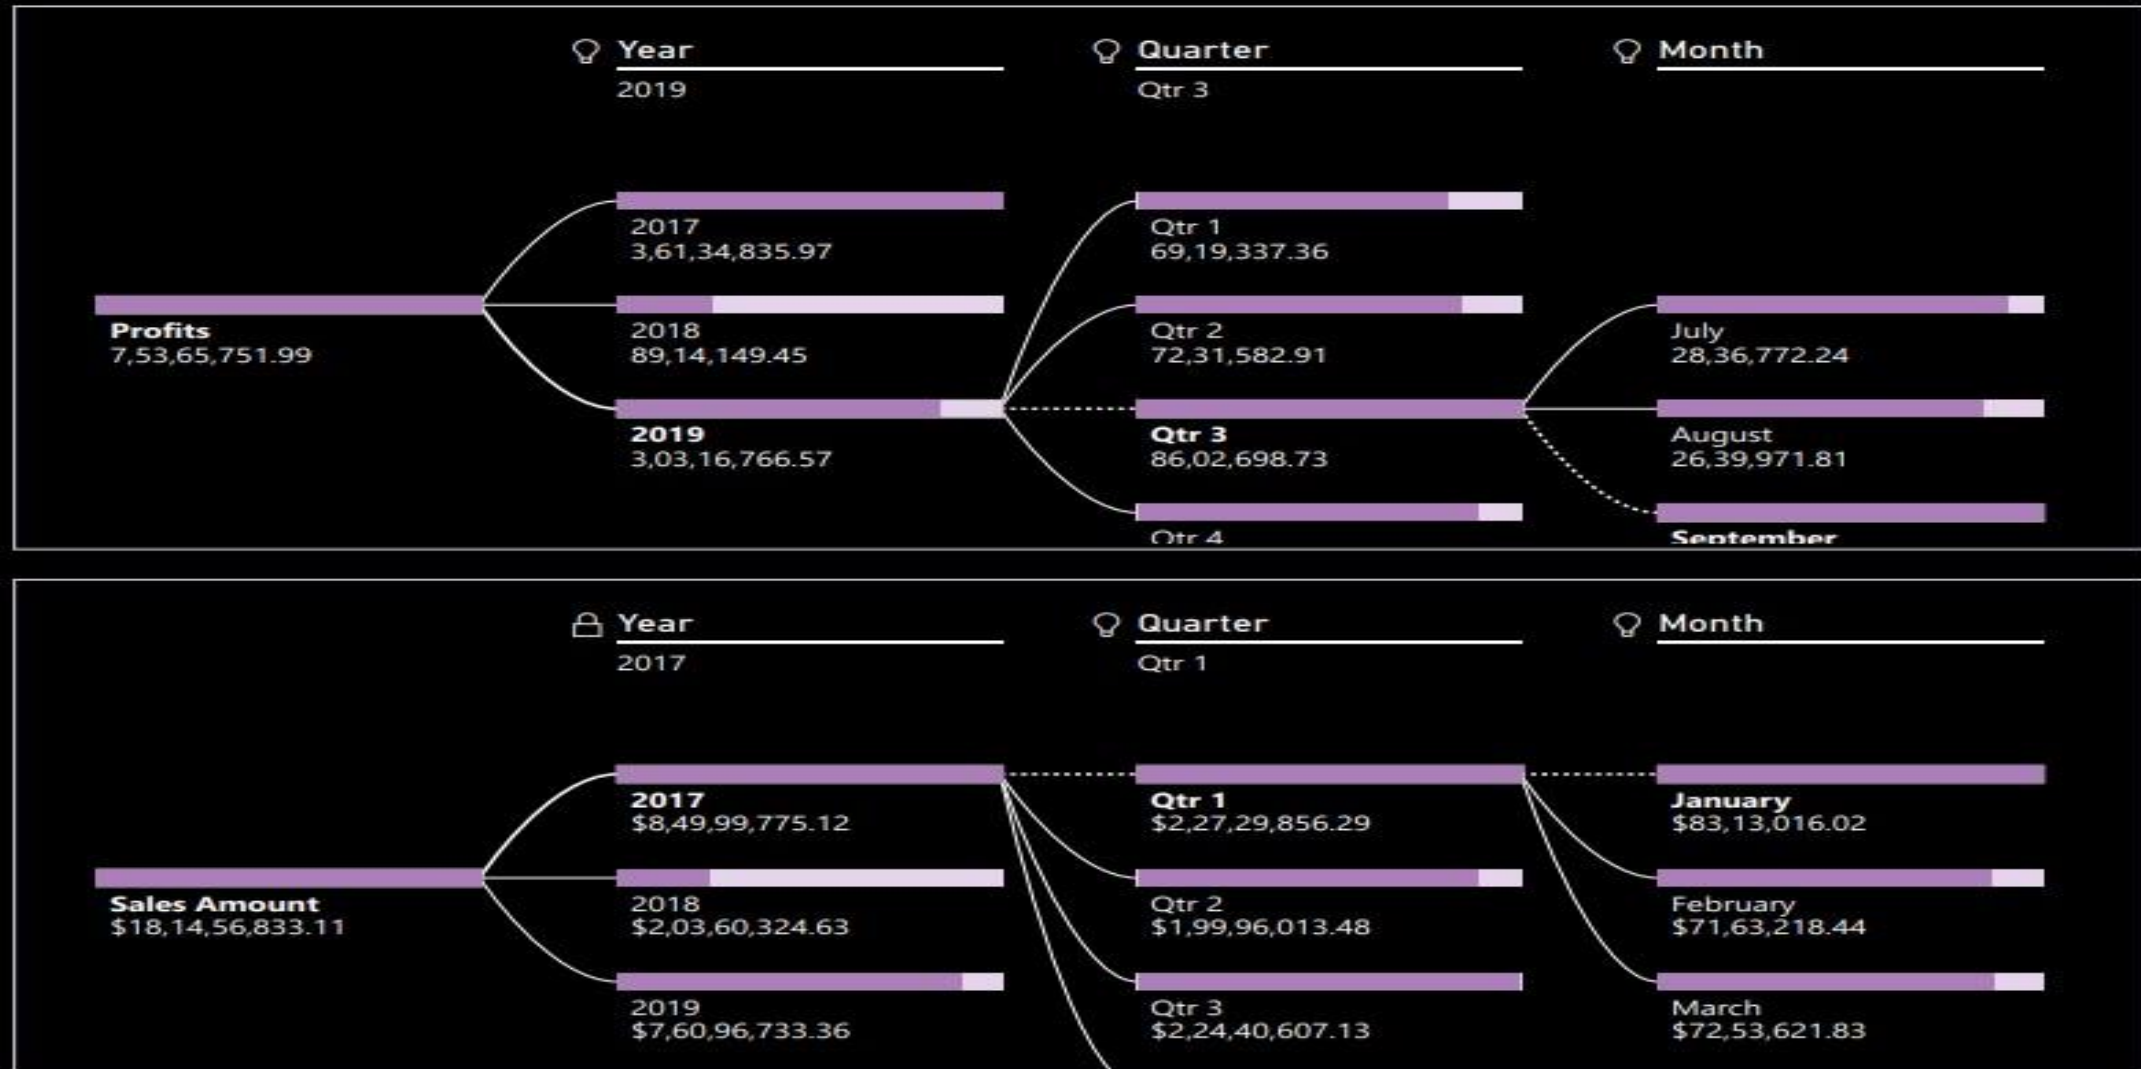 Year
2019
Quarter
Qtr 3
Month
Profits
7,53,65,751.99
2017
3,61,34,835.97
2018
89,14,149.45
2019
3,03,16,766.57
Qtr 1
69,19,337.36
Qtr 2
72,31,582.91
Qtr 3
86,02,698.73
Qtr 4
July
28,36,772.24
August
26,39,971.81
September
Year
2017
Quarter
Qtr 1
Month
Sales Amount
$18,14,56,833.11
2017
$8,49,99,775.12
2018
$2,03,60,324.63
2019
$7,60,96,733.36
Qtr 1
$2,27,29,856.29
Qtr 2
$1,99,96,013.48
Qtr 3
$2,24,40,607.13
January
$83,13,016.02
February
$71,63,218.44
March
$72,53,621.83